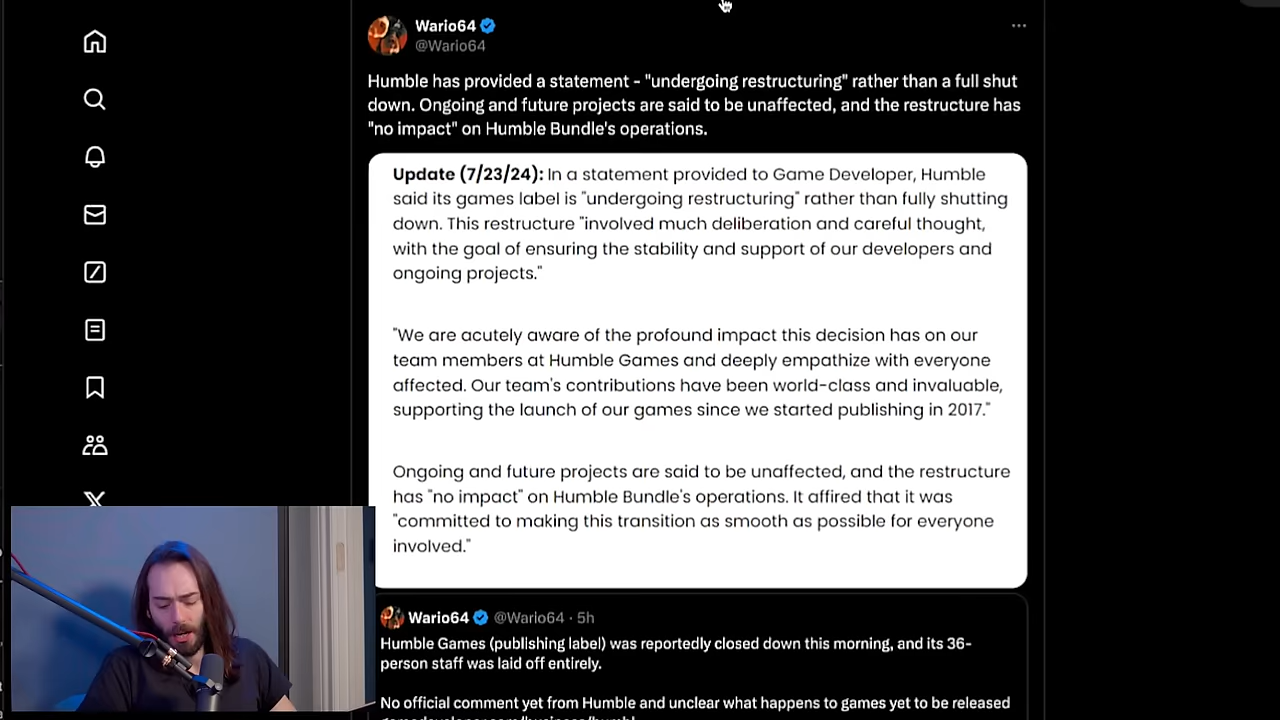 Wario64
@Wario64
Humble has provided a statement - "undergoing restructuring" rather than a full shut
down. Ongoing and future projects are said to be unaffected, and the restructure has
"no impact" on Humble Bundle's operations.
Update (7/23/24): In a statement provided to Game Developer, Humble
said its games label is "undergoing restructuring" rather than fully shutting
down. This restructure "involved much deliberation and careful thought,
with the goal of ensuring the stability and support of our developers and
ongoing projects."
"We are acutely aware of the profound impact this decision has on our
team members at Humble Games and deeply empathize with everyone
affected. Our team's contributions have been world-class and invaluable,
supporting the launch of our games since we started publishing in 2017."
Ongoing and future projects are said to be unaffected, and the restructure
has "no impact" on Humble Bundle's operations. It affired that it was
"committed to making this transition as smooth as possible for everyone
involved."
Wario64 @Wario64 · 5h
Humble Games (publishing label) was reportedly closed down this morning, and its 36-
person staff was laid off entirely.
No official comment yet from Humble and unclear what happens to games yet to be released